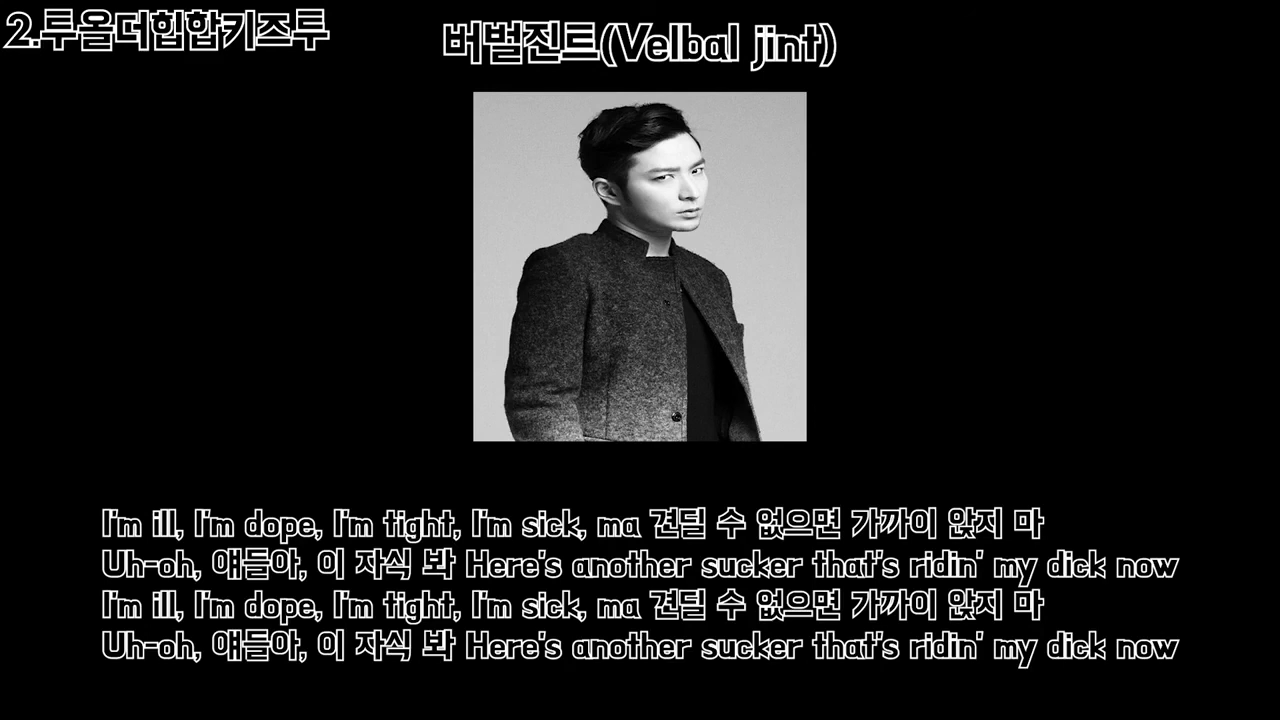 2.투올더힙합키즈투
버벌진트(Velbal jint)
I'm ill, I'm dope, I'm tight, I'm sick, ma 견딜 수 없으면 가까이 앉지 마
Uh-oh, 얘들아, 이 자식 봐 Here's another sucker that's ridin' my dick now
I'm ill, I'm dope, I'm tight, I'm sick, ma 견딜 수 없으면 가까이 앉지 마
Uh-oh, 얘들아, 이 자식 봐 Here's another sucker that's ridin' my dick now